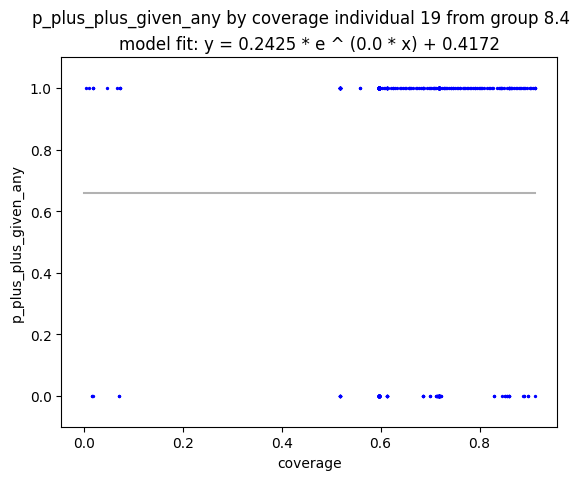 p_plus_plus_given_any by coverage individual 19 from group 8.4
model fit: y = 0.2425 * e ^ (0.0 * x) + 0.4172
p_plus_plus_given_any
1.0
0.8
0.6
0.4
0.2
0.0
0.0 0.2 0.4 0.6 0.8
coverage